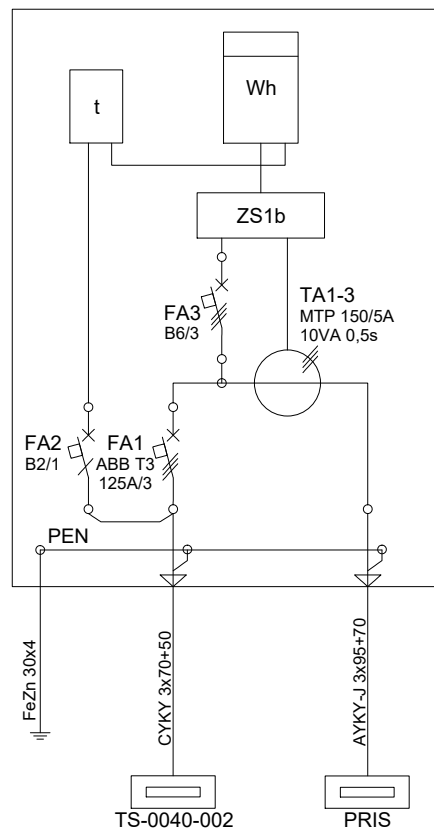 Wh
t
ZS1b
FA3
B6/3
TA1-3
MTP 150/5A
10VA 0,5s
FA2
B2/1
FA1
ABB T3
125A/3
PEN
FeZn 30x4
CYKY 3x70+50
AYKY-J 3x95+70
TS-0040-002
PRIS